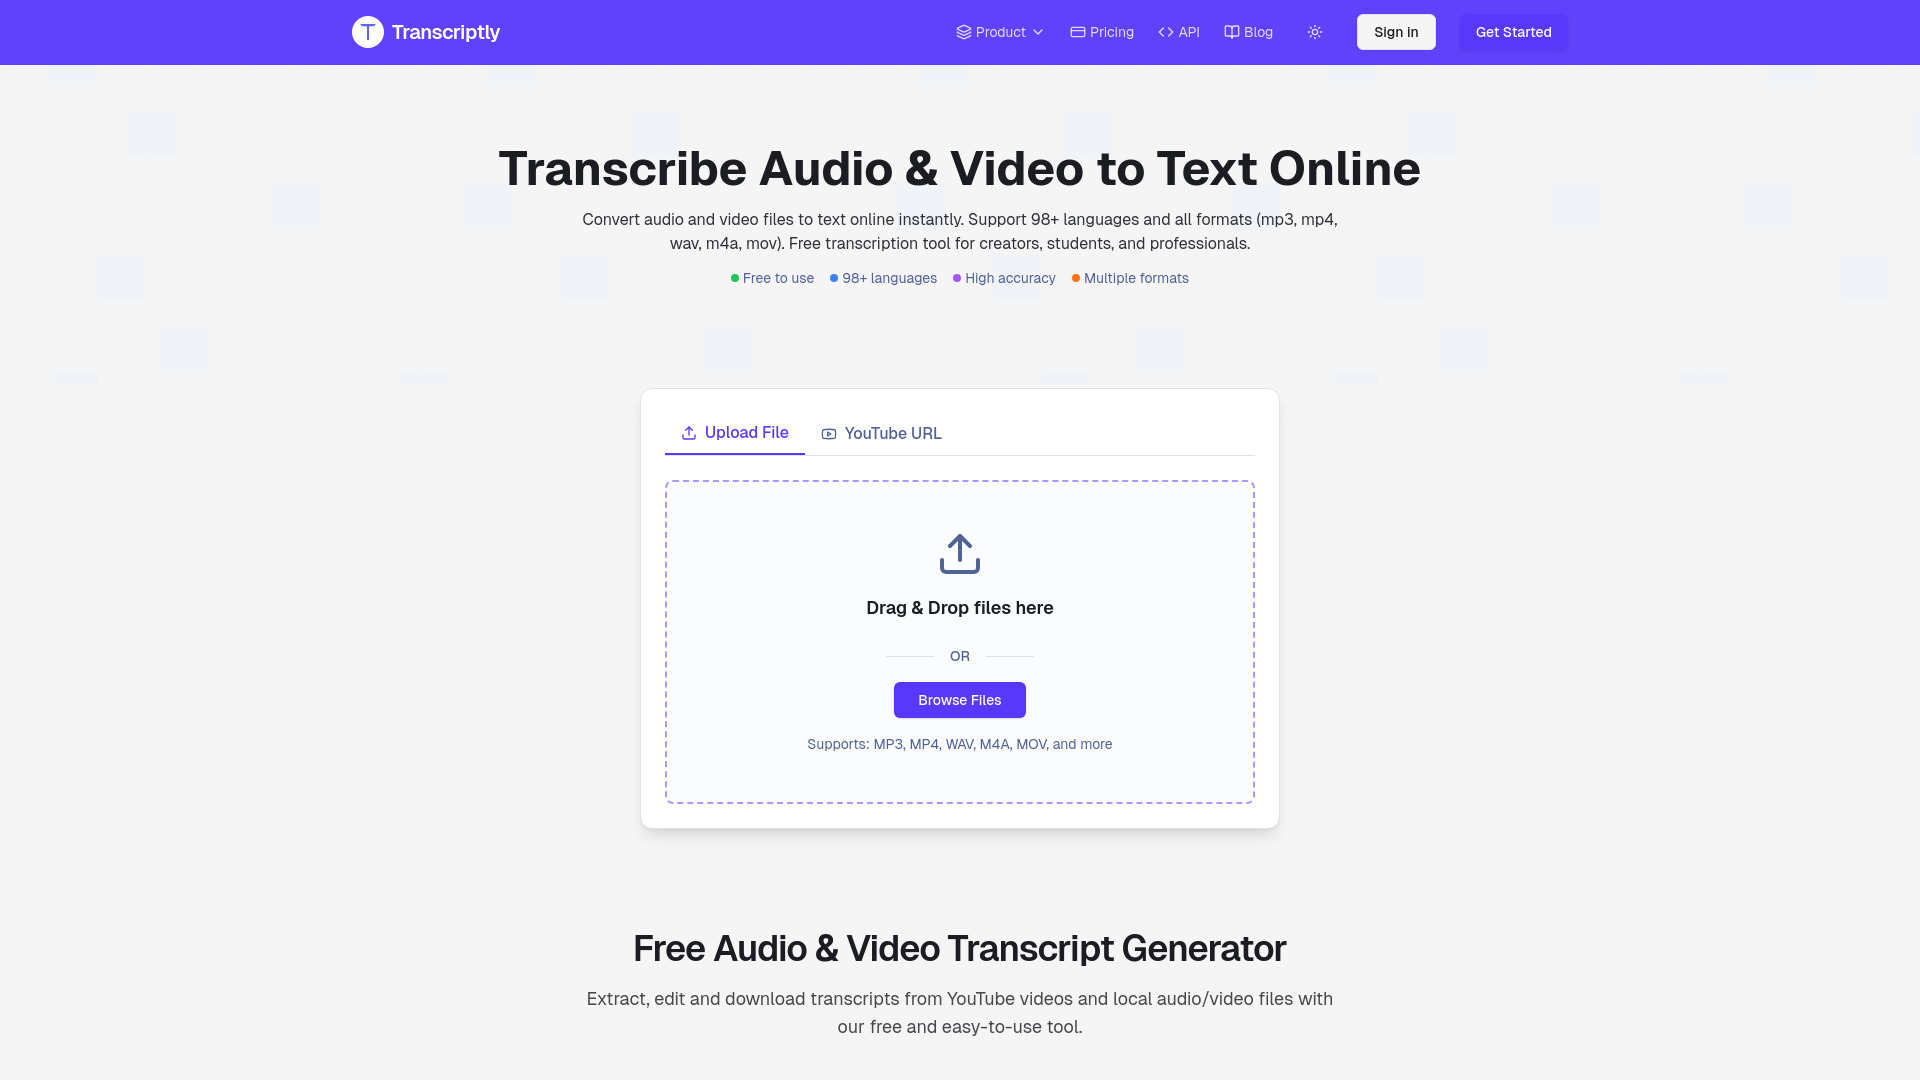 Transcriptly
Product
Pricing
API
Blog
Sign in
Get Started
Transcribe Audio & Video to Text Online
Convert audio and video files to text online instantly. Support 98+ languages and all formats (mp3, mp4,
wav, m4a, mov). Free transcription tool for creators, students, and professionals.
Free to use
98+ languages
High accuracy
Multiple formats
Upload File
YouTube URL
Drag & Drop files here
OR
Browse Files
Supports: MP3, MP4, WAV, M4A, MOV, and more
Free Audio & Video Transcript Generator
Extract, edit and download transcripts from YouTube videos and local audio/video files with
our free and easy-to-use tool.